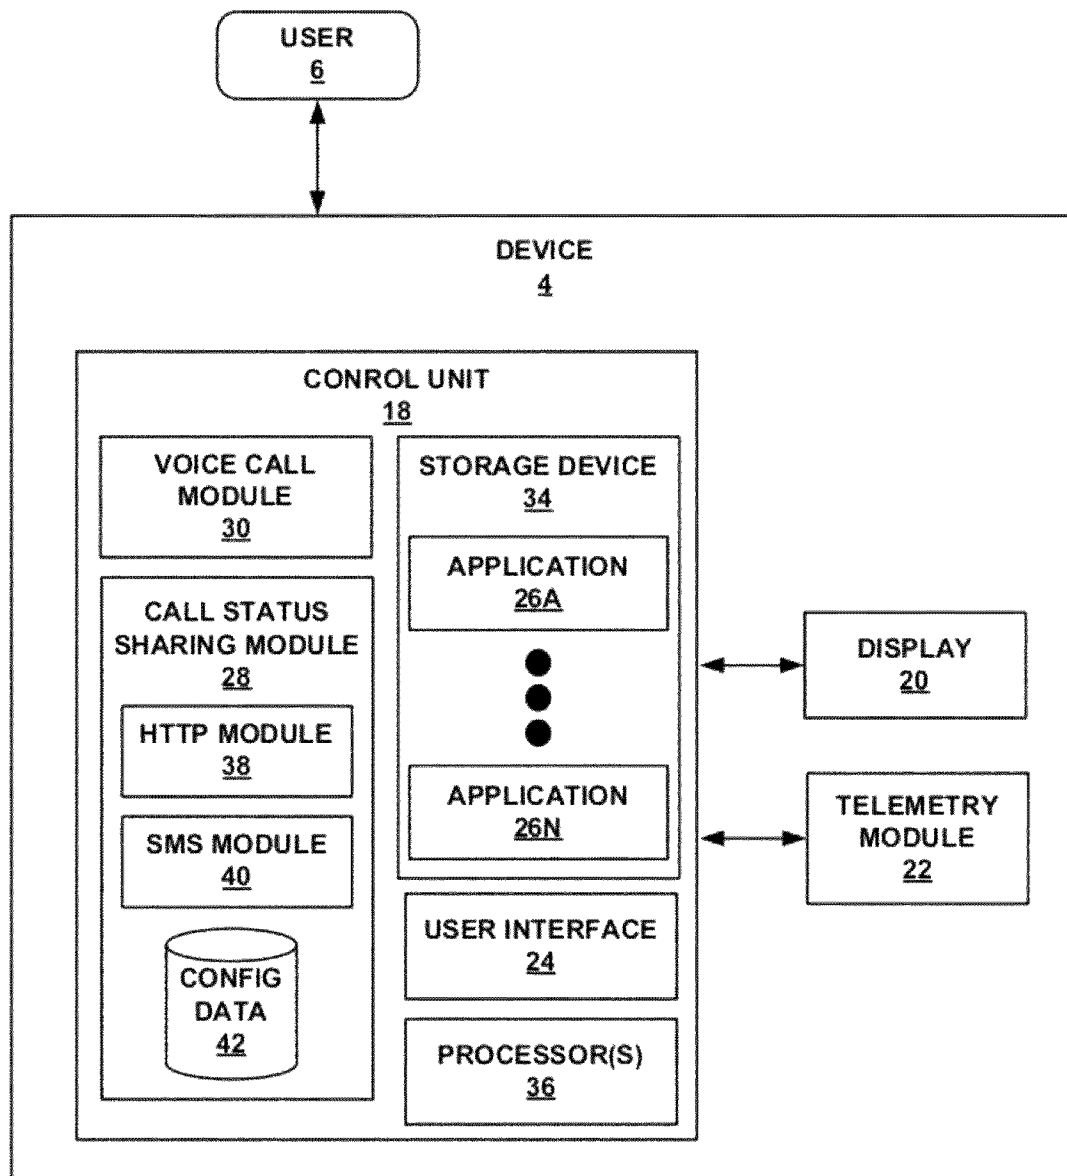 USER
6
DEVICE
4
CONROL UNIT
18
VOICE CALL
MODULE
30
CALL STATUS
SHARING MODULE
28
HTTP MODULE
38
SMS MODULE
40
CONFIG
DATA
42
STORAGE DEVICE
34
APPLICATION
26A
APPLICATION
26N
USER INTERFACE
24
PROCESSOR(S)
36
DISPLAY
20
TELEMETRY
MODULE
22